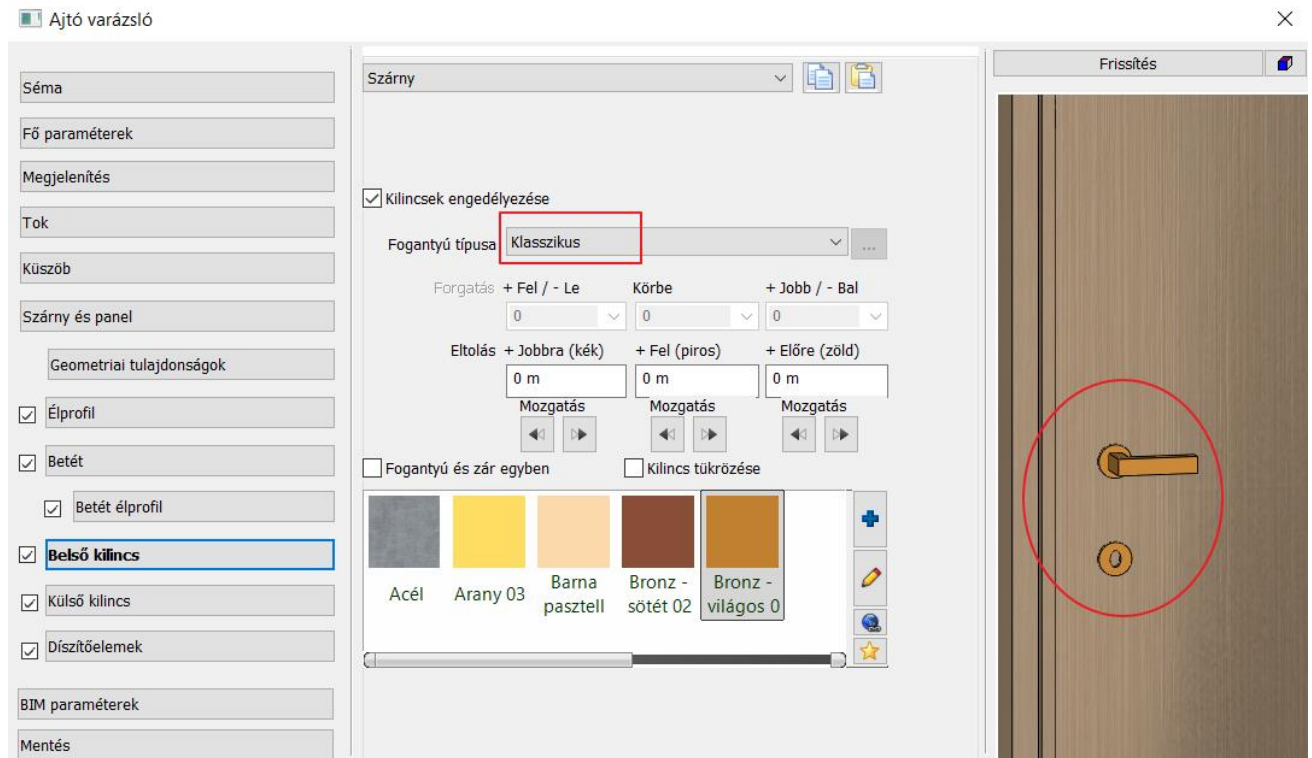 Ajtó varázsló
Séma
Fő paraméterek
Megjelenítés
Tok
Küszöb
Szárny és panel
Geometriai tulajdonságok
Élprofil
Betét
Betét élprofil
Belső kilincs
Külső kilincs
Díszítőelemek
BIM paraméterek
Mentés
Szárny
Kilincsek engedélyezése
Fogantyú típusa Klasszikus ...
Forgatás + Fel / - Le Körbe + Jobb / - Bal
0 0 0
Eltolás + Jobbra (kék) + Fel (piros) + Előre (zöld)
0 m 0 m 0 m
Mozgatás Mozgatás Mozgatás
Fogantyú és zár egyben Kilincs tükrözése
Acél Arany 03 Barna pasztell Bronz - sötét 02 Bronz - világos 0
Frissítés